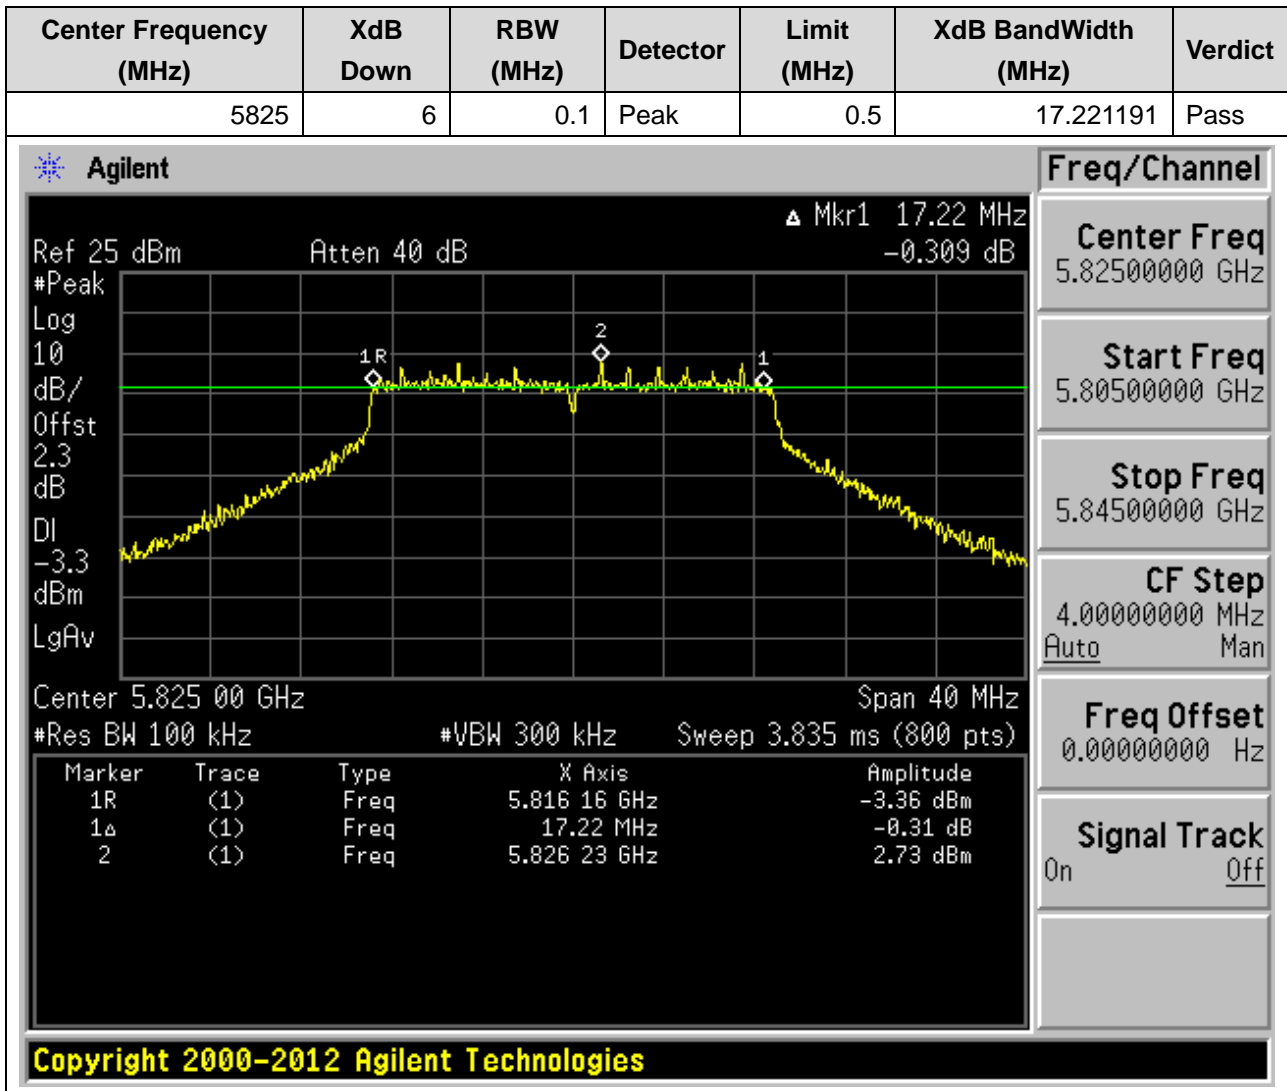 Center Frequency (MHz) XdB Down RBW (MHz) Detector Limit (MHz) XdB BandWidth (MHz) Verdict
5825 6 0.1 Peak 0.5 17.221191 Pass
Agilent
Freq/Channel
Δ Mkr1 17.22 MHz
Ref 25 dBm Atten 40 dB -0.309 dB
#Peak
Log
10
dB/
Offst
2.3
dB
DI
-3.3
dBm
LgAv
1R
2
1
Center 5.825 00 GHz Span 40 MHz
#Res BW 100 kHz #VBW 300 kHz Sweep 3.835 ms (800 pts)
Marker Trace Type X Axis Amplitude
1R (1) Freq 5.816 16 GHz -3.36 dBm
1Δ (1) Freq 17.22 MHz -0.31 dB
2 (1) Freq 5.826 23 GHz 2.73 dBm
Center Freq
5.82500000 GHz
Start Freq
5.80500000 GHz
Stop Freq
5.84500000 GHz
CF Step
4.00000000 MHz
Auto Man
Freq Offset
0.00000000 Hz
Signal Track
On Off
Copyright 2000-2012 Agilent Technologies